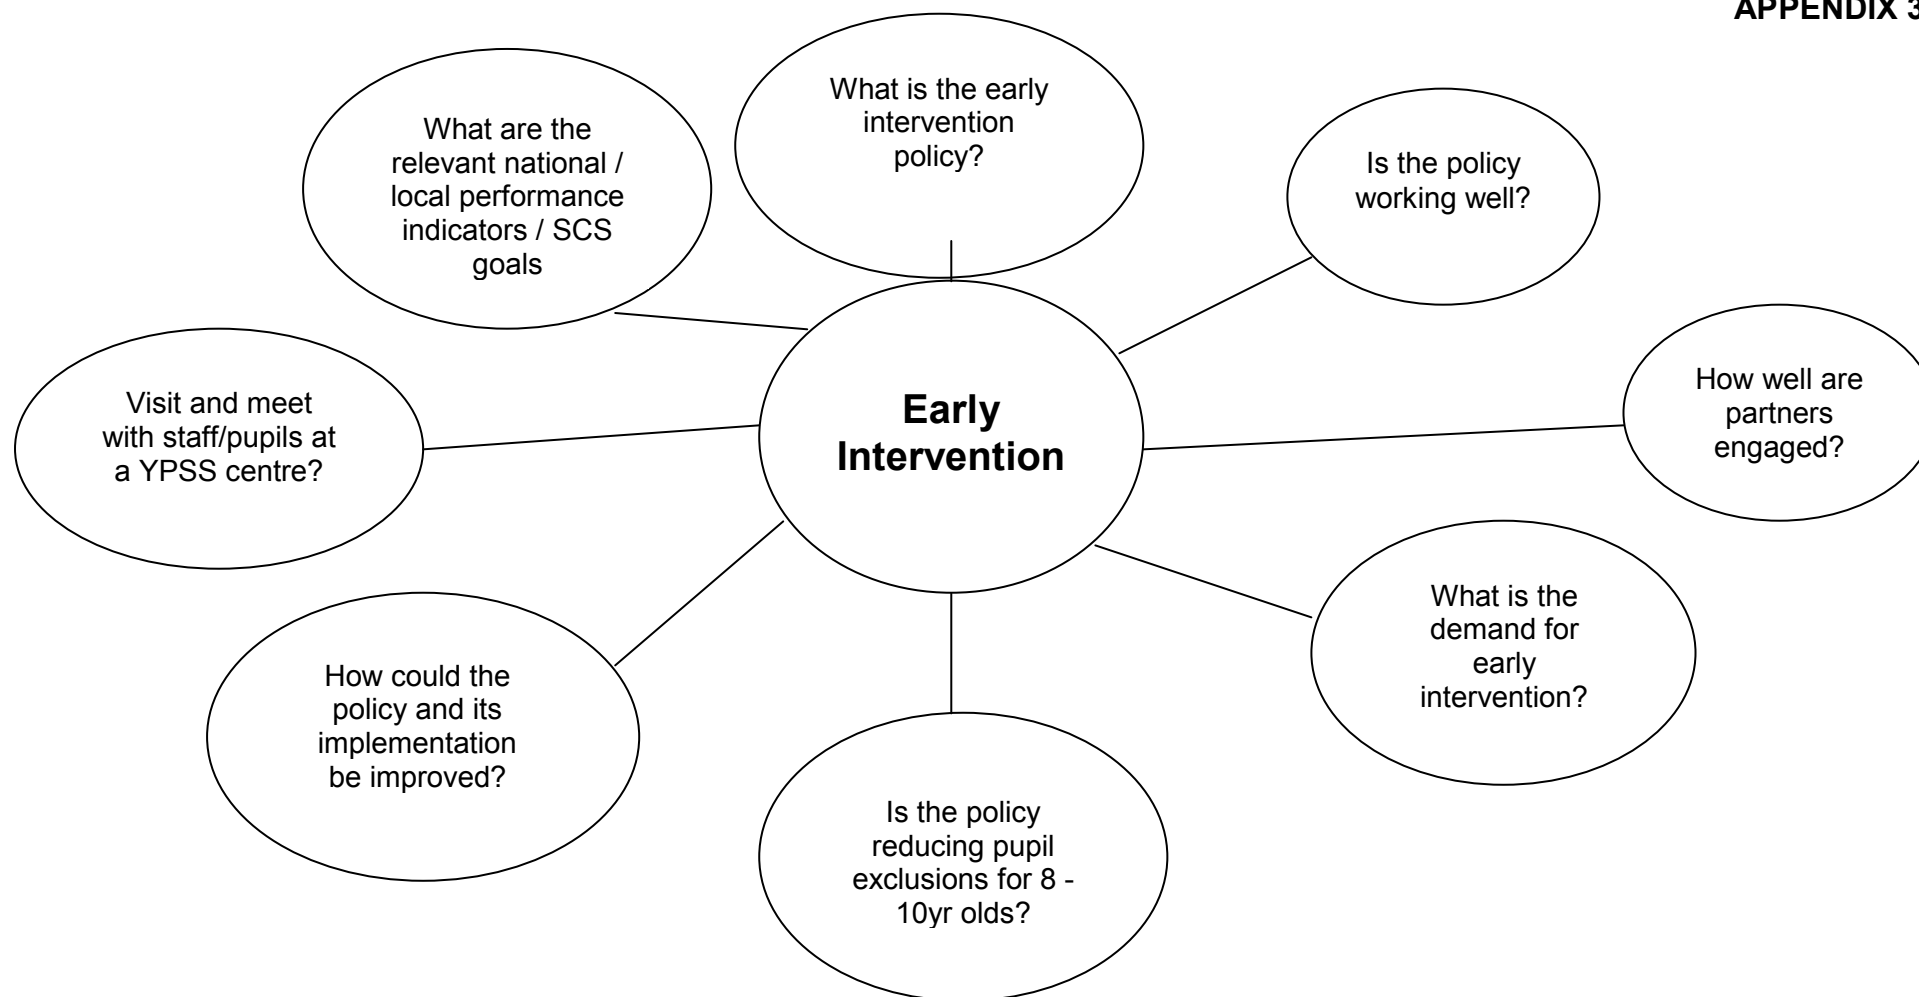 APPENDIX 3
What is the early
intervention
policy?
What are the
relevant national /
local performance
indicators / SCS
goals
Is the policy
working well?
How well are
partners
engaged?
Visit and meet
with staff/pupils at
a YPSS centre?
Early
Intervention
What is the
demand for
early
intervention?
How could the
policy and its
implementation
be improved?
Is the policy
reducing pupil
exclusions for 8 -
10yr olds?